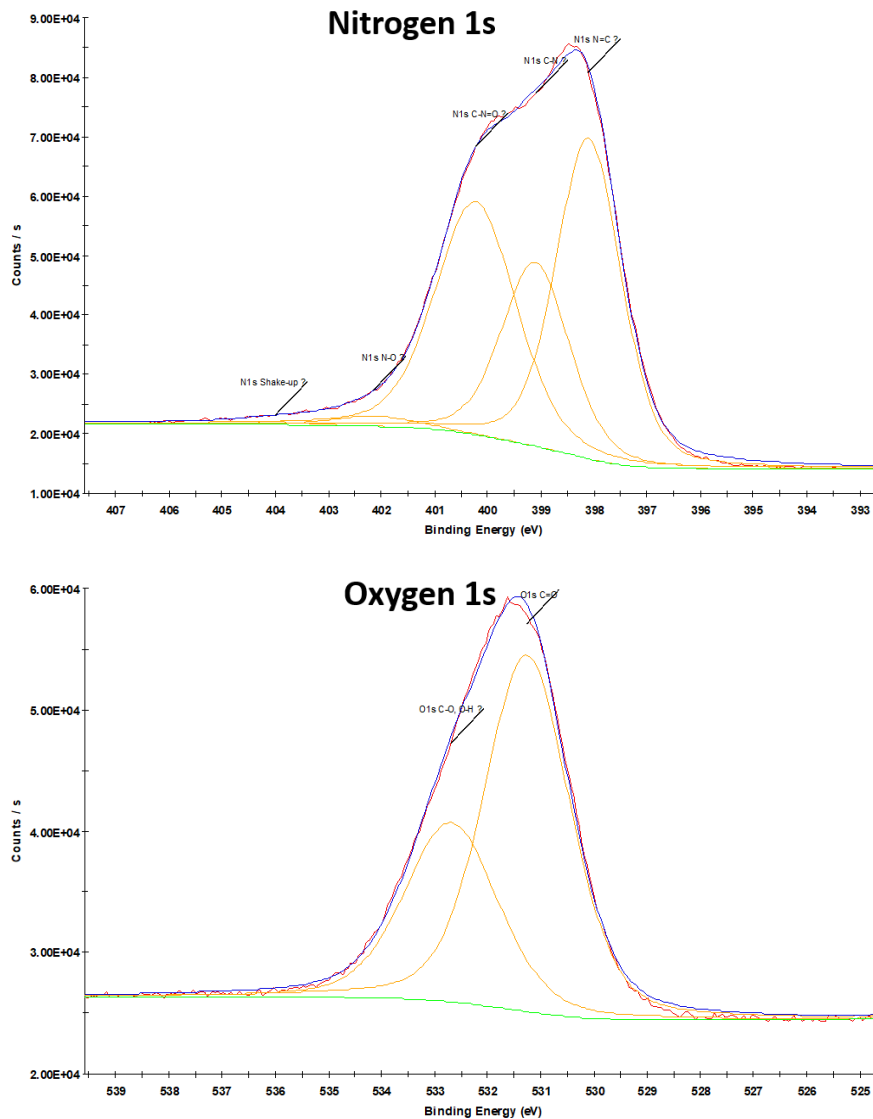 Nitrogen 1s
9.00E+04
N1s N=C ?
8.00E+04
N1s C-N ?
N1s C-N=O ?
7.00E+04
6.00E+04
Counts / s
5.00E+04
4.00E+04
N1s N-O ?
3.00E+04
N1s Shake-up ?
2.00E+04
1.00E+04
407 406 405 404 403 402 401 400 399 398 397 396 395 394 393
Binding Energy (eV)
Oxygen 1s
6.00E+04
O1s C=O
5.00E+04
O1s C-O, O-H ?
Counts / s
4.00E+04
3.00E+04
2.00E+04
539 538 537 536 535 534 533 532 531 530 529 528 527 526 525
Binding Energy (eV)